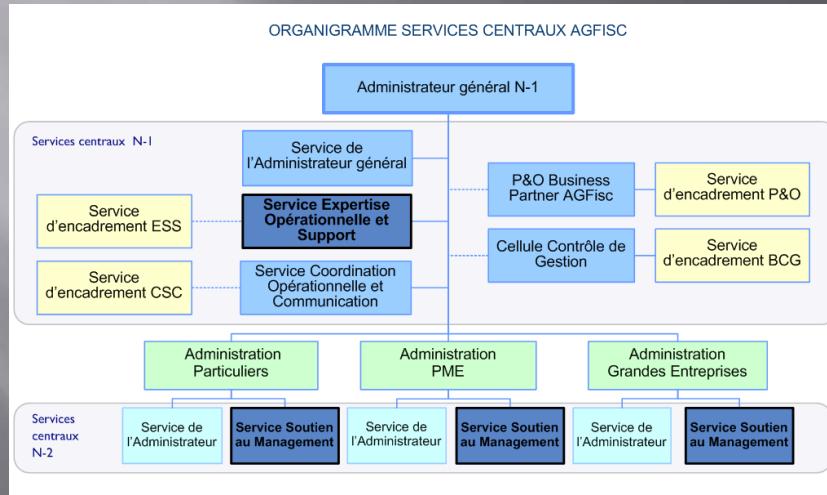 ORGANIGRAMME SERVICES CENTRAUX AGFISC
Administrateur général N-1
Services centraux N-1
Service de
l'Administrateur général
P&O Business
Partner AGFisc
Service
d'encadrement P&O
Service
d'encadrement ESS
Service Expertise
Opérationnelle et
Support
Cellule Contrôle de
Gestion
Service
d'encadrement BCG
Service
d'encadrement CSC
Service Coordination
Opérationnelle et
Communication
Administration
Particuliers
Administration
PME
Administration
Grandes Entreprises
Services
centraux
N-2
Service de
l'Administrateur
Service Soutien
au Management
Service de
l'Administrateur
Service Soutien
au Management
Service de
l'Administrateur
Service Soutien
au Management